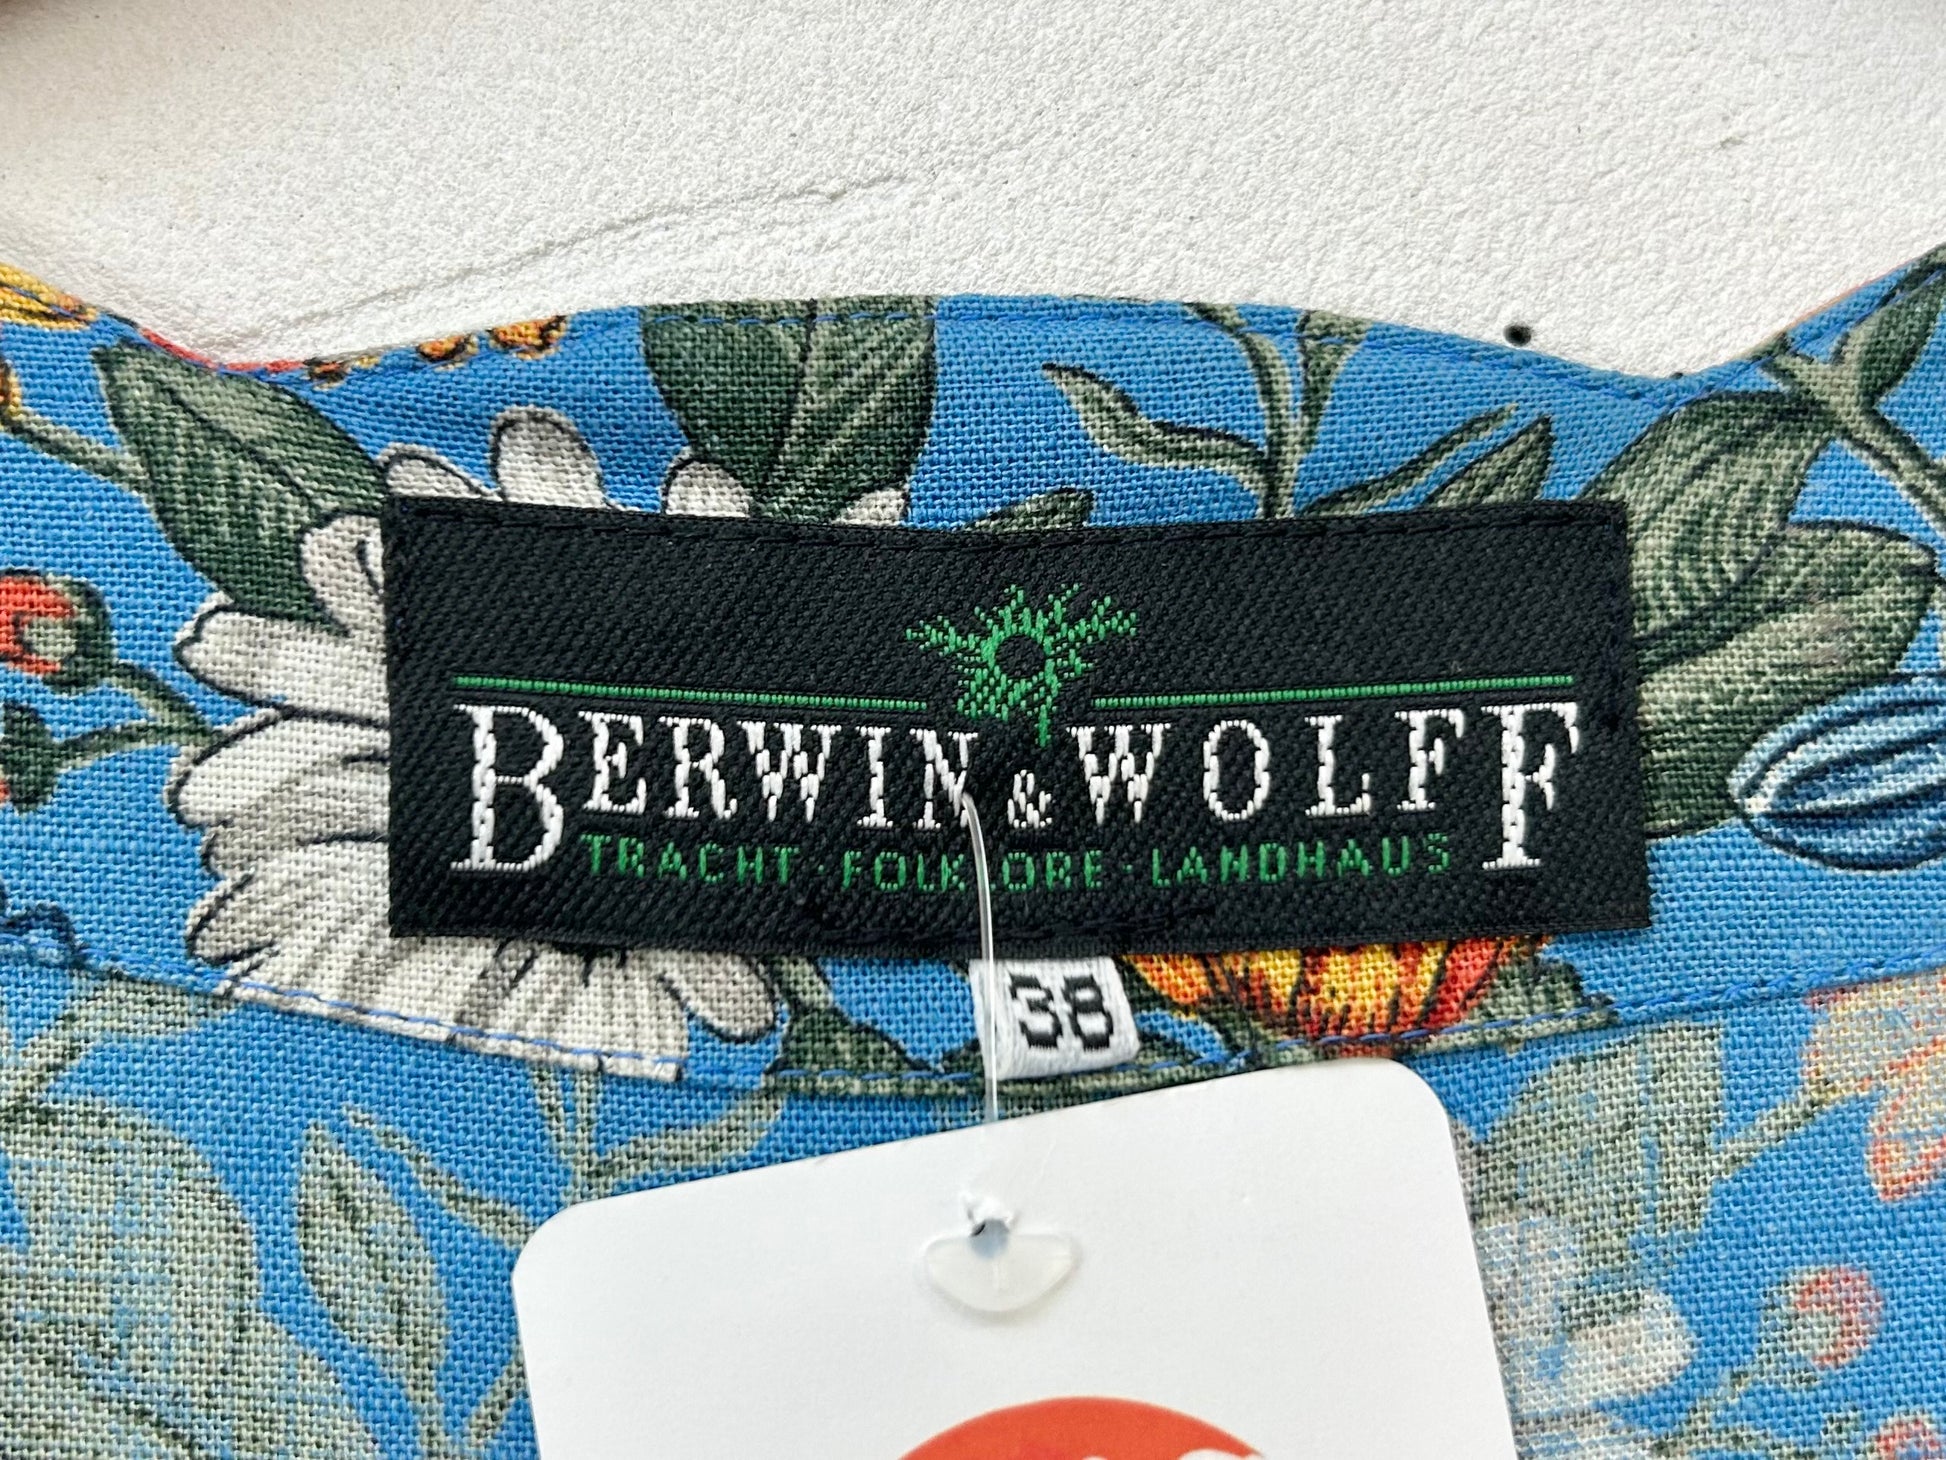 BERWIN & WOLFF
TRACHT · FOLKLORE · LANDHAUS
38